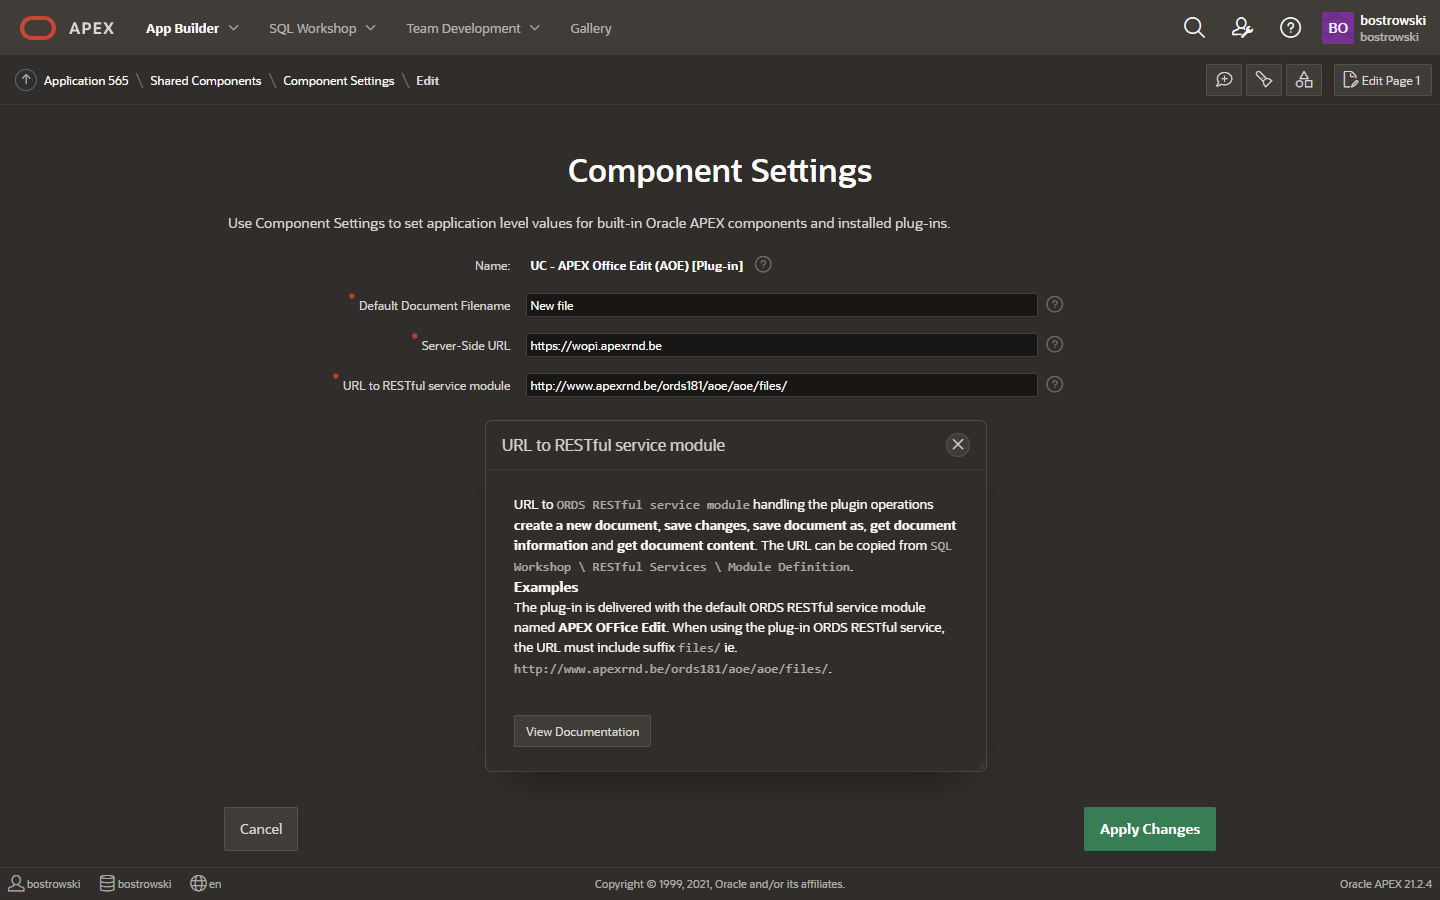 APEX App Builder SQL Workshop Team Development Gallery BO bostrowski
bostrowski
Application 565 \ Shared Components \ Component Settings \ Edit Edit Page 1
Component Settings
Use Component Settings to set application level values for built-in Oracle APEX components and installed plug-ins.
Name: UC - APEX Office Edit (AOE) [Plug-in]
* Default Document Filename New file
* Server-Side URL https://wopi.apexrnd.be
* URL to RESTful service module http://www.apexrnd.be/ords181/aoe/aoe/files/
URL to RESTful service module
URL to ORDS RESTful service module handling the plugin operations
create a new document, save changes, save document as, get document
information and get document content. The URL can be copied from SQL
Workshop \ RESTful Services \ Module Definition.
Examples
The plug-in is delivered with the default ORDS RESTful service module
named APEX OFFice Edit. When using the plug-in ORDS RESTful service,
the URL must include suffix files/ ie.
http://www.apexrnd.be/ords181/aoe/aoe/files/.
View Documentation
Cancel Apply Changes
bostrowski bostrowski en Copyright © 1999, 2021, Oracle and/or its affiliates. Oracle APEX 21.2.4